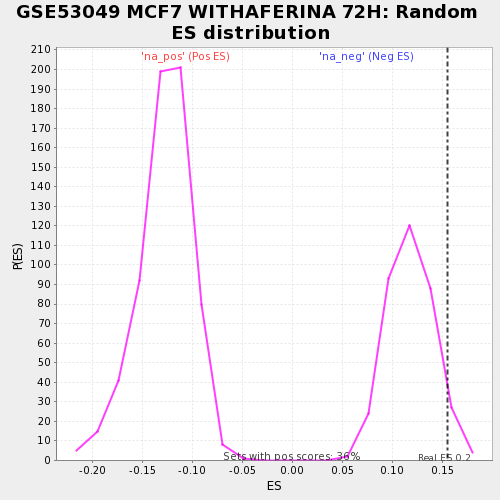 GSE53049 MCF7 WITHAFERINA 72H: Random
ES distribution
'na_pos' (Pos ES)
'na_neg' (Neg ES)
210
200
190
180
170
160
150
140
130
120
110
100
90
80
70
60
50
40
30
20
10
0
P(ES)
Sets with pos scores: 36%
Real ES 0.2
-0.20 -0.15 -0.10 -0.05 0.00 0.05 0.10 0.15
ES